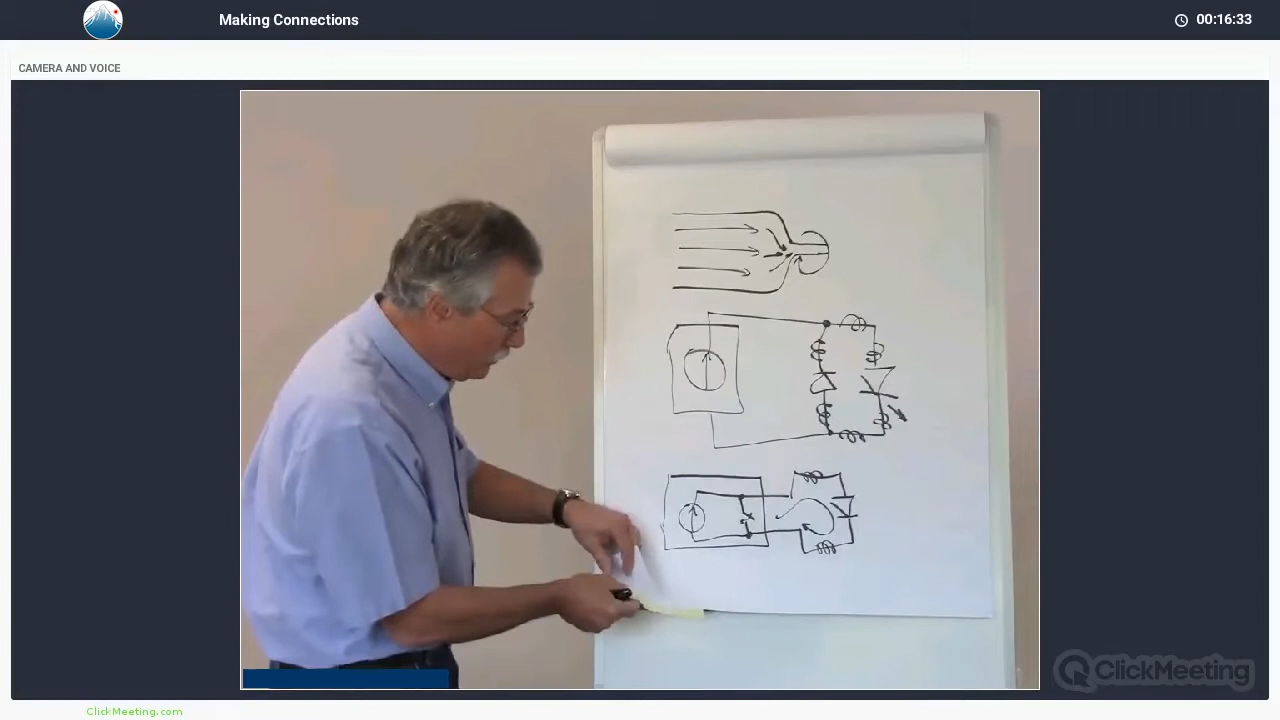 Making Connections
00:16:33
CAMERA AND VOICE
ClickMeeting
ClickMeeting.com